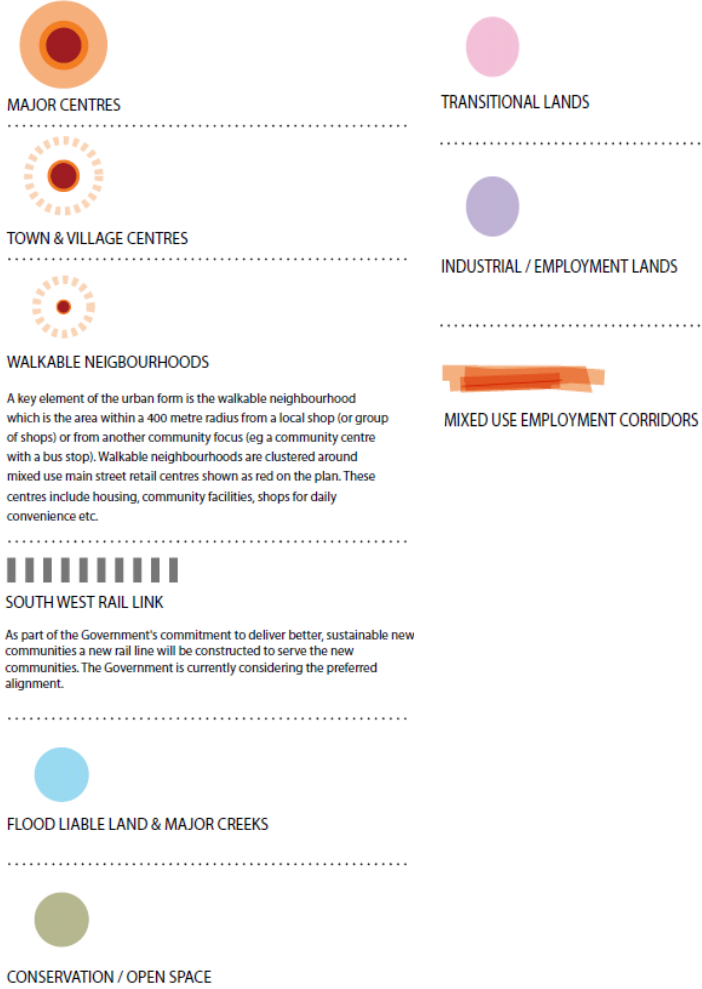 MAJOR CENTRES
TOWN & VILLAGE CENTRES
WALKABLE NEIGBOURHOODS
A key element of the urban form is the walkable neighbourhood
which is the area within a 400 metre radius from a local shop (or group
of shops) or from another community focus (eg a community centre
with a bus stop). Walkable neighbourhoods are clustered around
mixed use main street retail centres shown as red on the plan. These
centres include housing, community facilities, shops for daily
convenience etc.
SOUTH WEST RAIL LINK
As part of the Government's commitment to deliver better, sustainable new
communities a new rail line will be constructed to serve the new
communities. The Government is currently considering the preferred
alignment.
FLOOD LIABLE LAND & MAJOR CREEKS
CONSERVATION / OPEN SPACE
TRANSITIONAL LANDS
INDUSTRIAL / EMPLOYMENT LANDS
MIXED USE EMPLOYMENT CORRIDORS